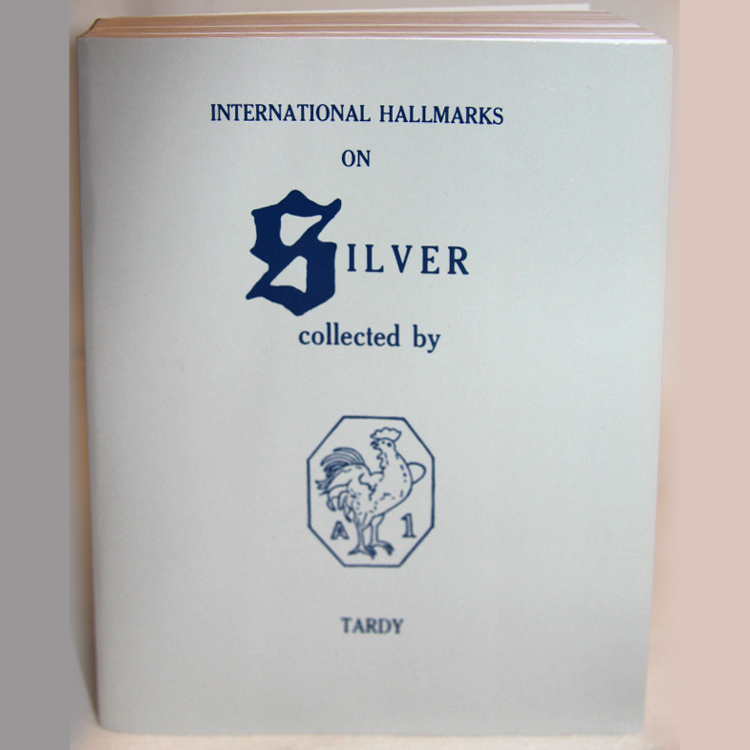 INTERNATIONAL HALLMARKS
ON
SILVER
collected by
A 1
TARDY